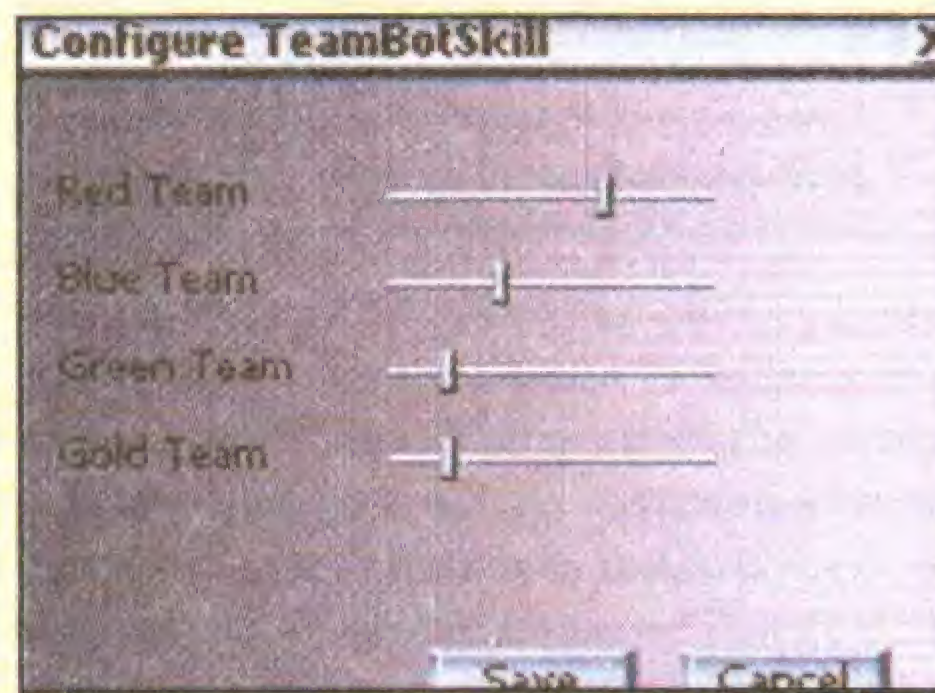 Configure TeamBotSkill X
Red Team
Blue Team
Green Team
Gold Team
Save Cancel